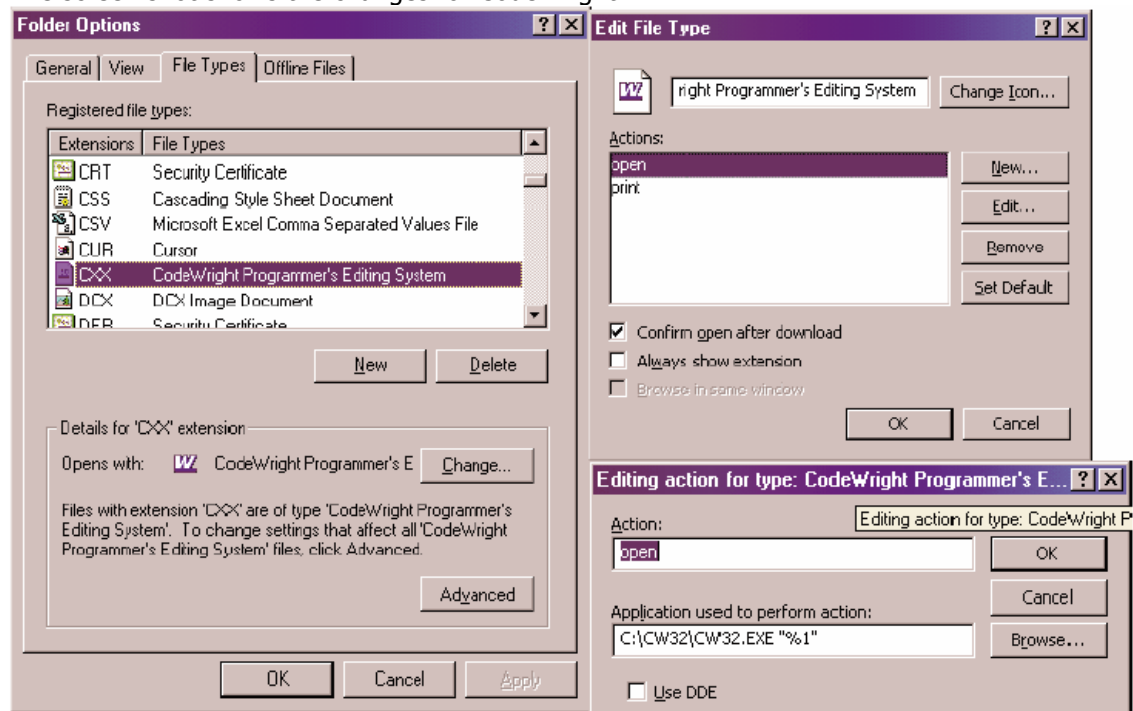 Folder Options
General View File Types Offline Files
Registered file types:
Extensions File Types
CRT Security Certificate
CSS Cascading Style Sheet Document
CSV Microsoft Excel Comma Separated Values File
CUR Cursor
CXX CodeWright Programmer's Editing System
DCX DCX Image Document
DER Security Certificate
New Delete
Details for 'CXX' extension
Opens with: CodeWright Programmer's E Change...
Files with extension 'CXX' are of type 'CodeWright Programmer's
Editing System'. To change settings that affect all 'CodeWright
Programmer's Editing System' files, click Advanced.
Advanced
OK Cancel Apply
Edit File Type
right Programmer's Editing System Change Icon...
Actions:
open
print
New...
Edit...
Remove
Set Default
Confirm open after download
Always show extension
Browse in same window
OK Cancel
Editing action for type: CodeWright Programmer's E...
Editing action for type: CodeWright P
Action:
open
OK
Cancel
Application used to perform action:
C:\CW32\CW32.EXE "%1"
Browse...
Use DDE